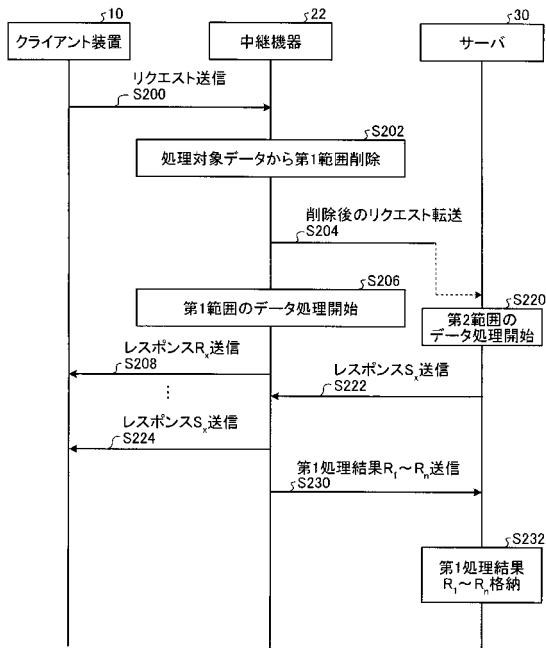 10
22
30
クライアント装置
中継機器
サーバ
リクエスト送信
S200
S202
処理対象データから第1範囲削除
削除後のリクエスト転送
S204
S206
第1範囲のデータ処理開始
S220
第2範囲の
データ処理開始
レスポンスRx送信
S208
レスポンスSx送信
S222
⋮
レスポンスSx送信
S224
第1処理結果R1~Rn送信
S230
S232
第1処理結果
R1~Rn格納